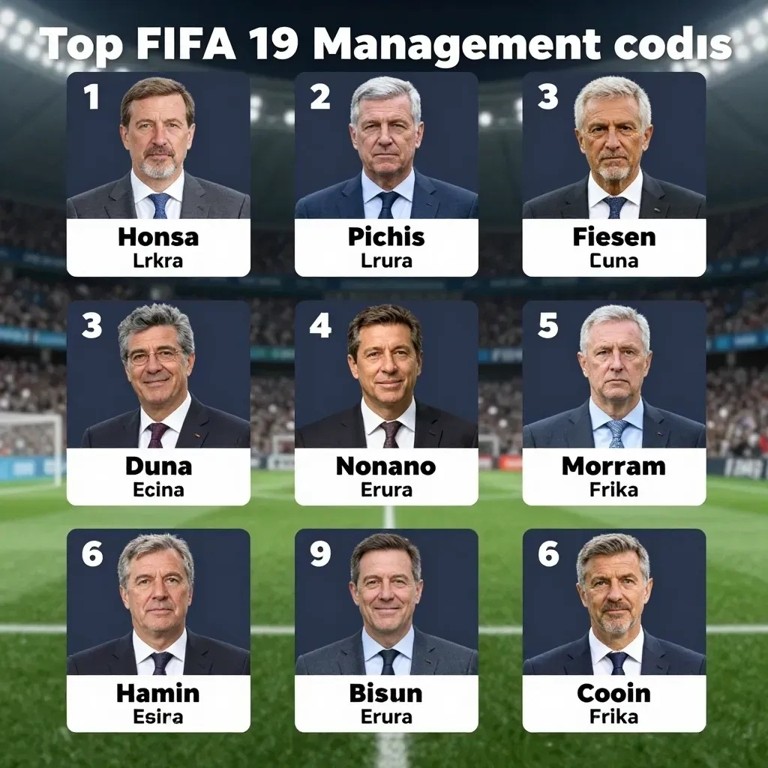 Top FIFA 19 Management codıs
1
2
3
Honsa
Lrkra
Pichis
Lrura
Fiesen
Cuna
3
4
5
Duna
Ecina
Nonano
Erura
Morram
Frika
6
9
6
Hamin
Esira
Bisun
Erura
Cooin
Frika